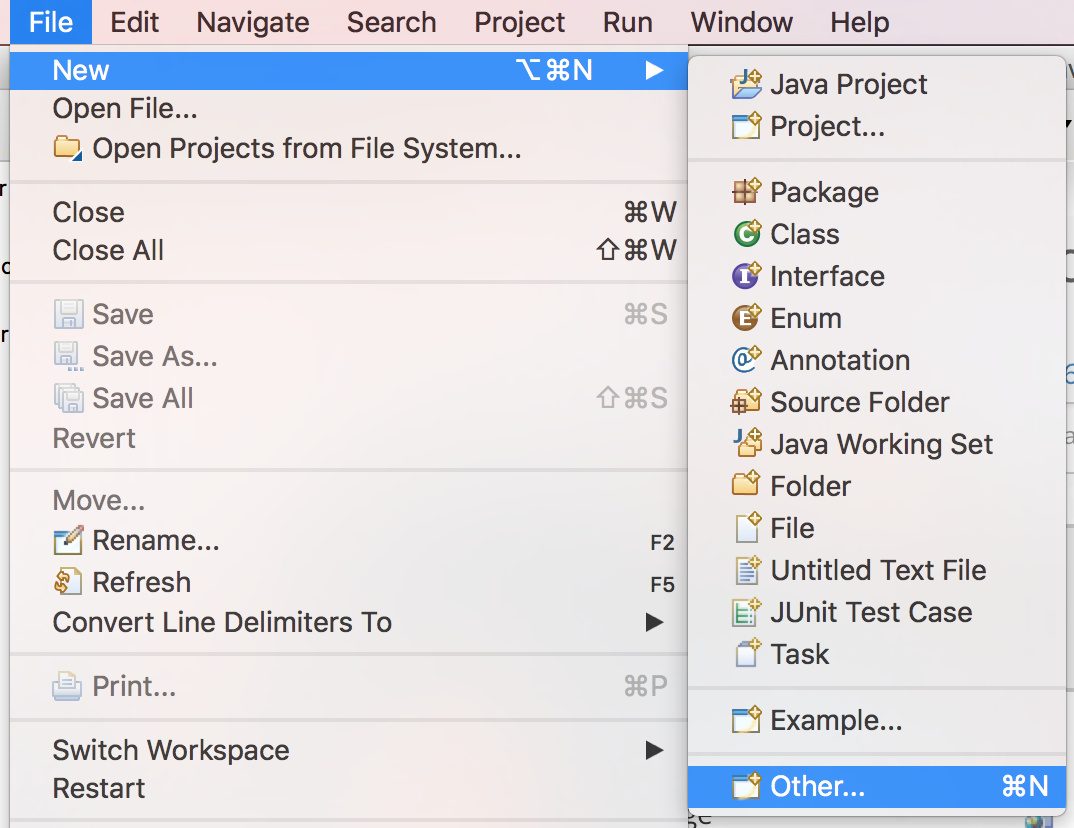 File Edit Navigate Search Project Run Window Help
New ⌥⌘N ▶
Open File...
Open Projects from File System...
Close ⌘W
Close All ⇧⌘W
Save ⌘S
Save As...
Save All ⇧⌘S
Revert
Move...
Rename... F2
Refresh F5
Convert Line Delimiters To ▶
Print... ⌘P
Switch Workspace ▶
Restart
Java Project
Project...
Package
Class
Interface
Enum
Annotation
Source Folder
Java Working Set
Folder
File
Untitled Text File
JUnit Test Case
Task
Example...
Other... ⌘N